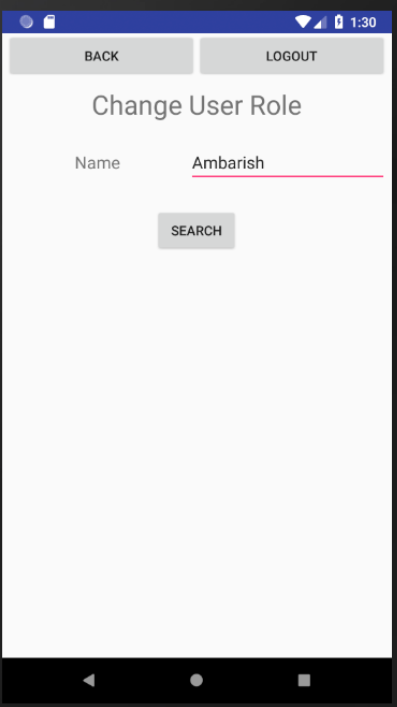 1:30
BACK LOGOUT
Change User Role
Name Ambarish
SEARCH